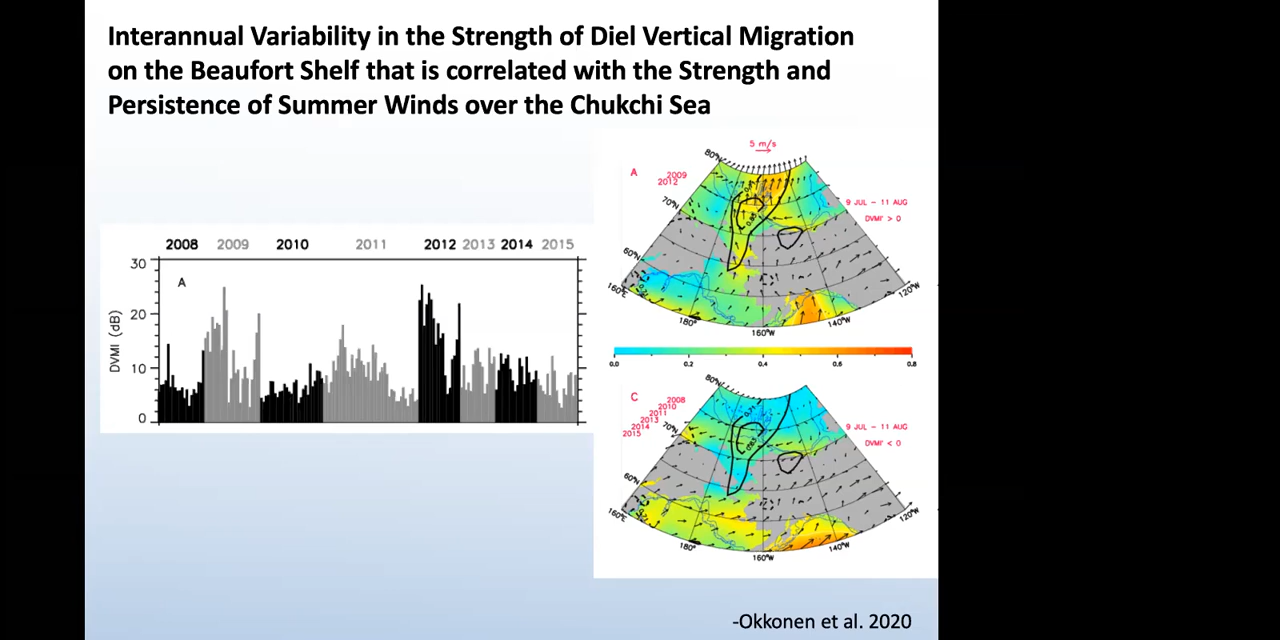 Interannual Variability in the Strength of Diel Vertical Migration
on the Beaufort Shelf that is correlated with the Strength and
Persistence of Summer Winds over the Chukchi Sea
2008 2009 2010 2011 2012 2013 2014 2015
A
30
20
10
0
DVMI (dB)
5 m/s
A
2009
2012
80°N
70°N
60°N
160°E
180°
160°W
140°W
120°W
9 JUL – 11 AUG
DVMI' > 0
0.0 0.2 0.4 0.6 0.8
C
2008
2010
2011
2013
2014
2015
80°N
70°N
60°N
160°E
180°
160°W
140°W
120°W
9 JUL – 11 AUG
DVMI' < 0
-Okkonen et al. 2020